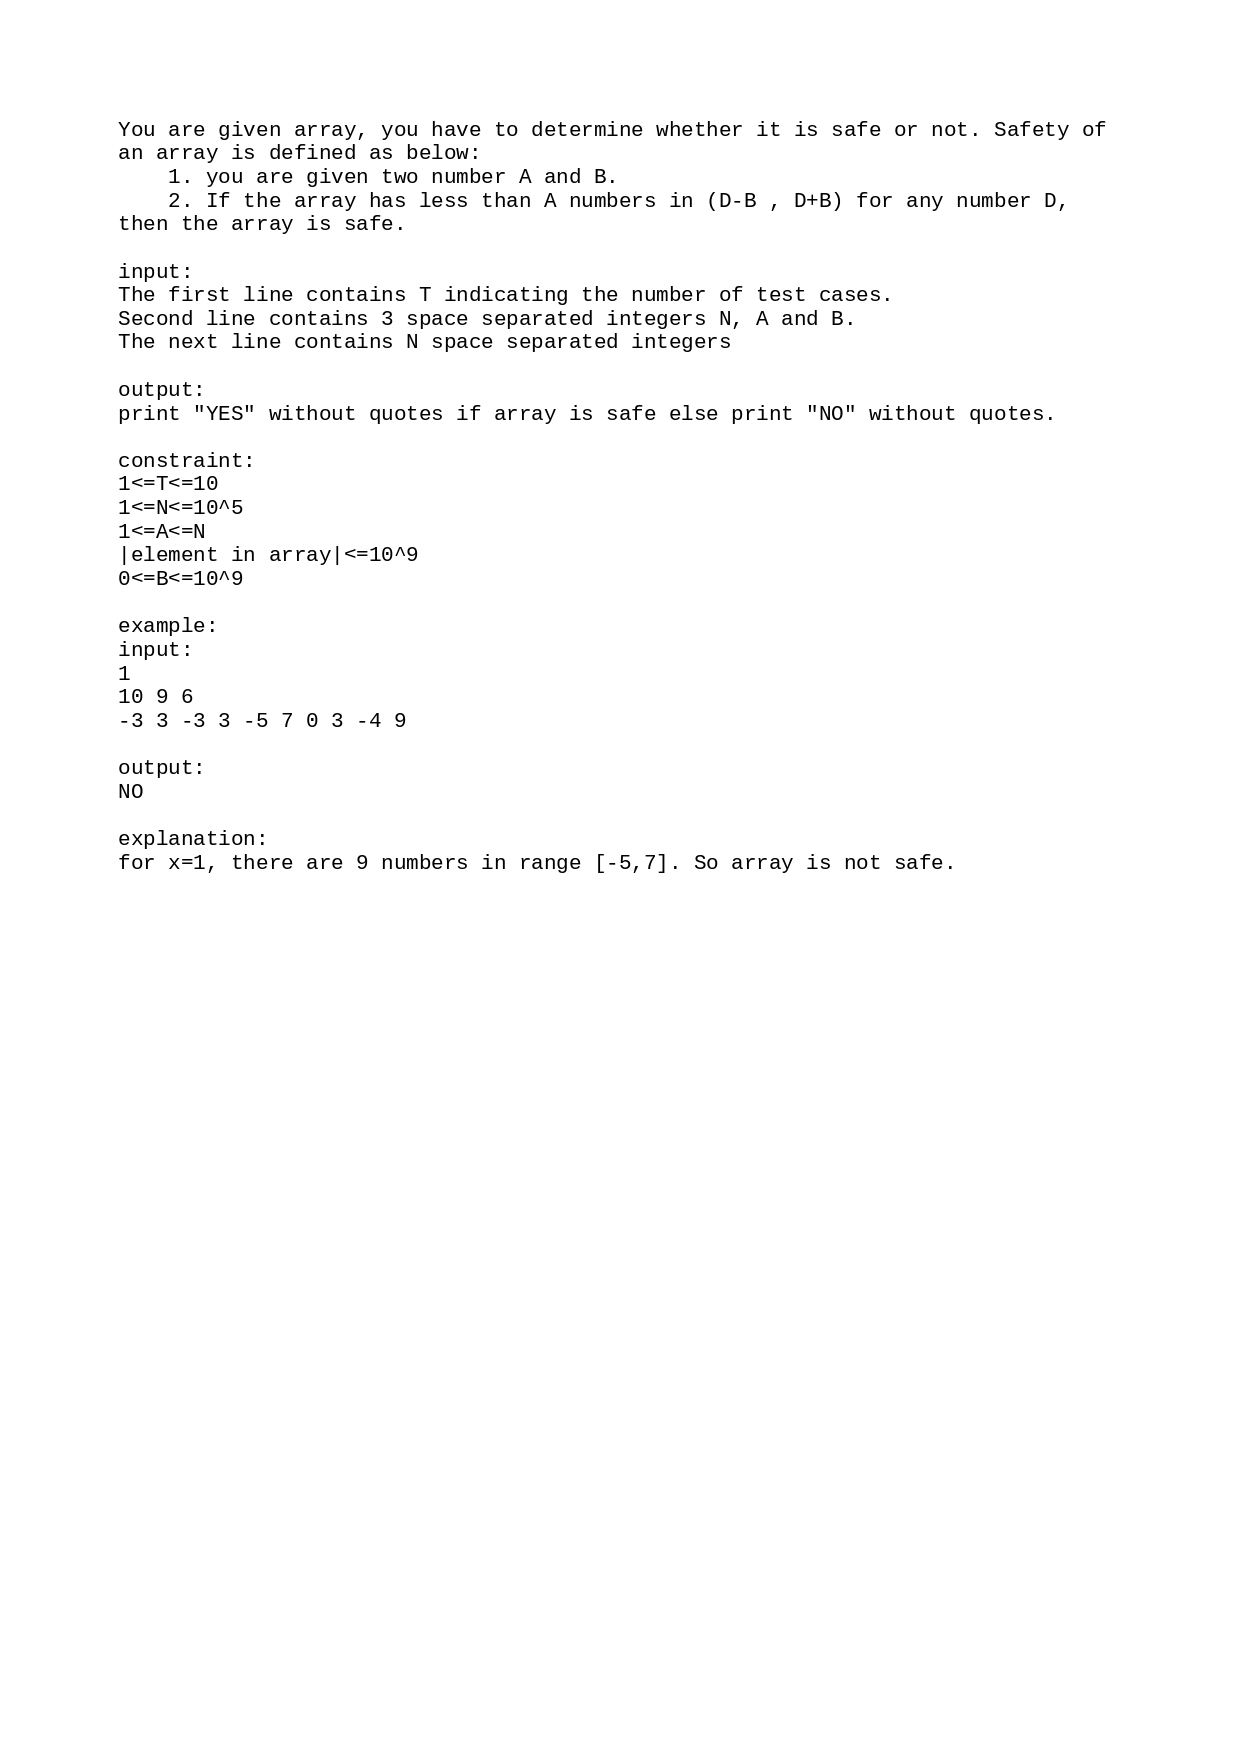 You are given array, you have to determine whether it is safe or not. Safety of
an array is defined as below:
1. you are given two number A and B.
2. If the array has less than A numbers in (D-B , D+B) for any number D,
then the array is safe.
input:
The first line contains T indicating the number of test cases.
Second line contains 3 space separated integers N, A and B.
The next line contains N space separated integers
output:
print "YES" without quotes if array is safe else print "NO" without quotes.
constraint:
1<=T<=10
1<=N<=10^5
1<=A<=N
|element in array|<=10^9
0<=B<=10^9
example:
input:
1
10 9 6
-3 3 -3 3 -5 7 0 3 -4 9
output:
NO
explanation:
for x=1, there are 9 numbers in range [-5,7]. So array is not safe.